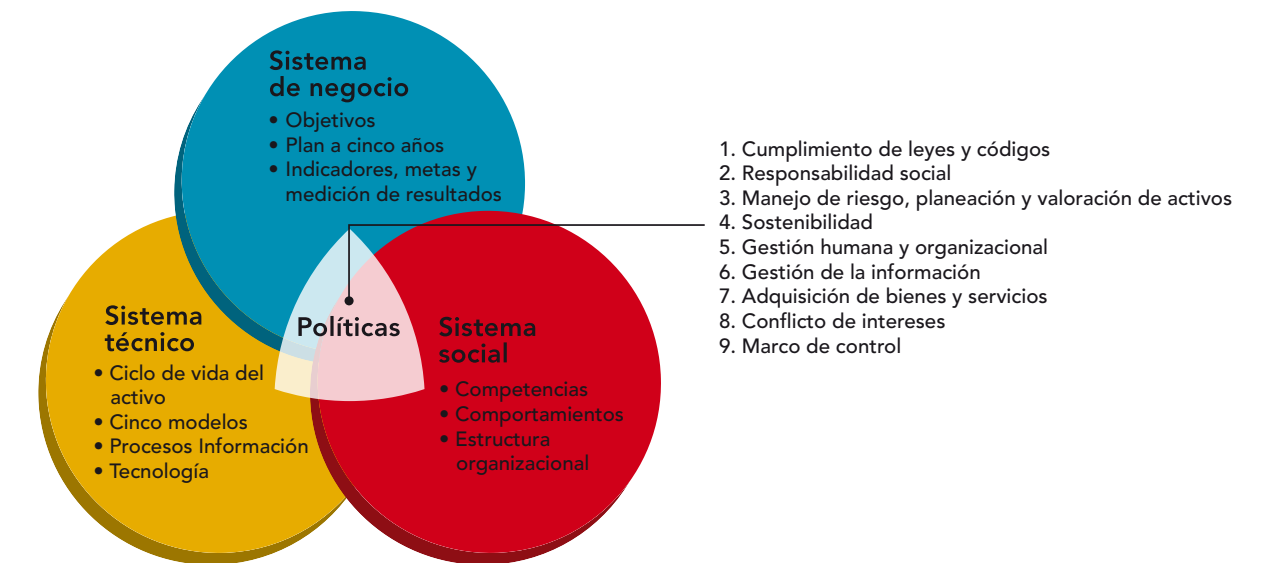 Sistema
de negocio
• Objetivos
• Plan a cinco años
• Indicadores, metas y
medición de resultados
Sistema
técnico
• Ciclo de vida del
activo
• Cinco modelos
• Procesos Información
• Tecnología
Políticas
Sistema
social
• Competencias
• Comportamientos
• Estructura
organizacional
1. Cumplimiento de leyes y códigos
2. Responsabilidad social
3. Manejo de riesgo, planeación y valoración de activos
4. Sostenibilidad
5. Gestión humana y organizacional
6. Gestión de la información
7. Adquisición de bienes y servicios
8. Conflicto de intereses
9. Marco de control